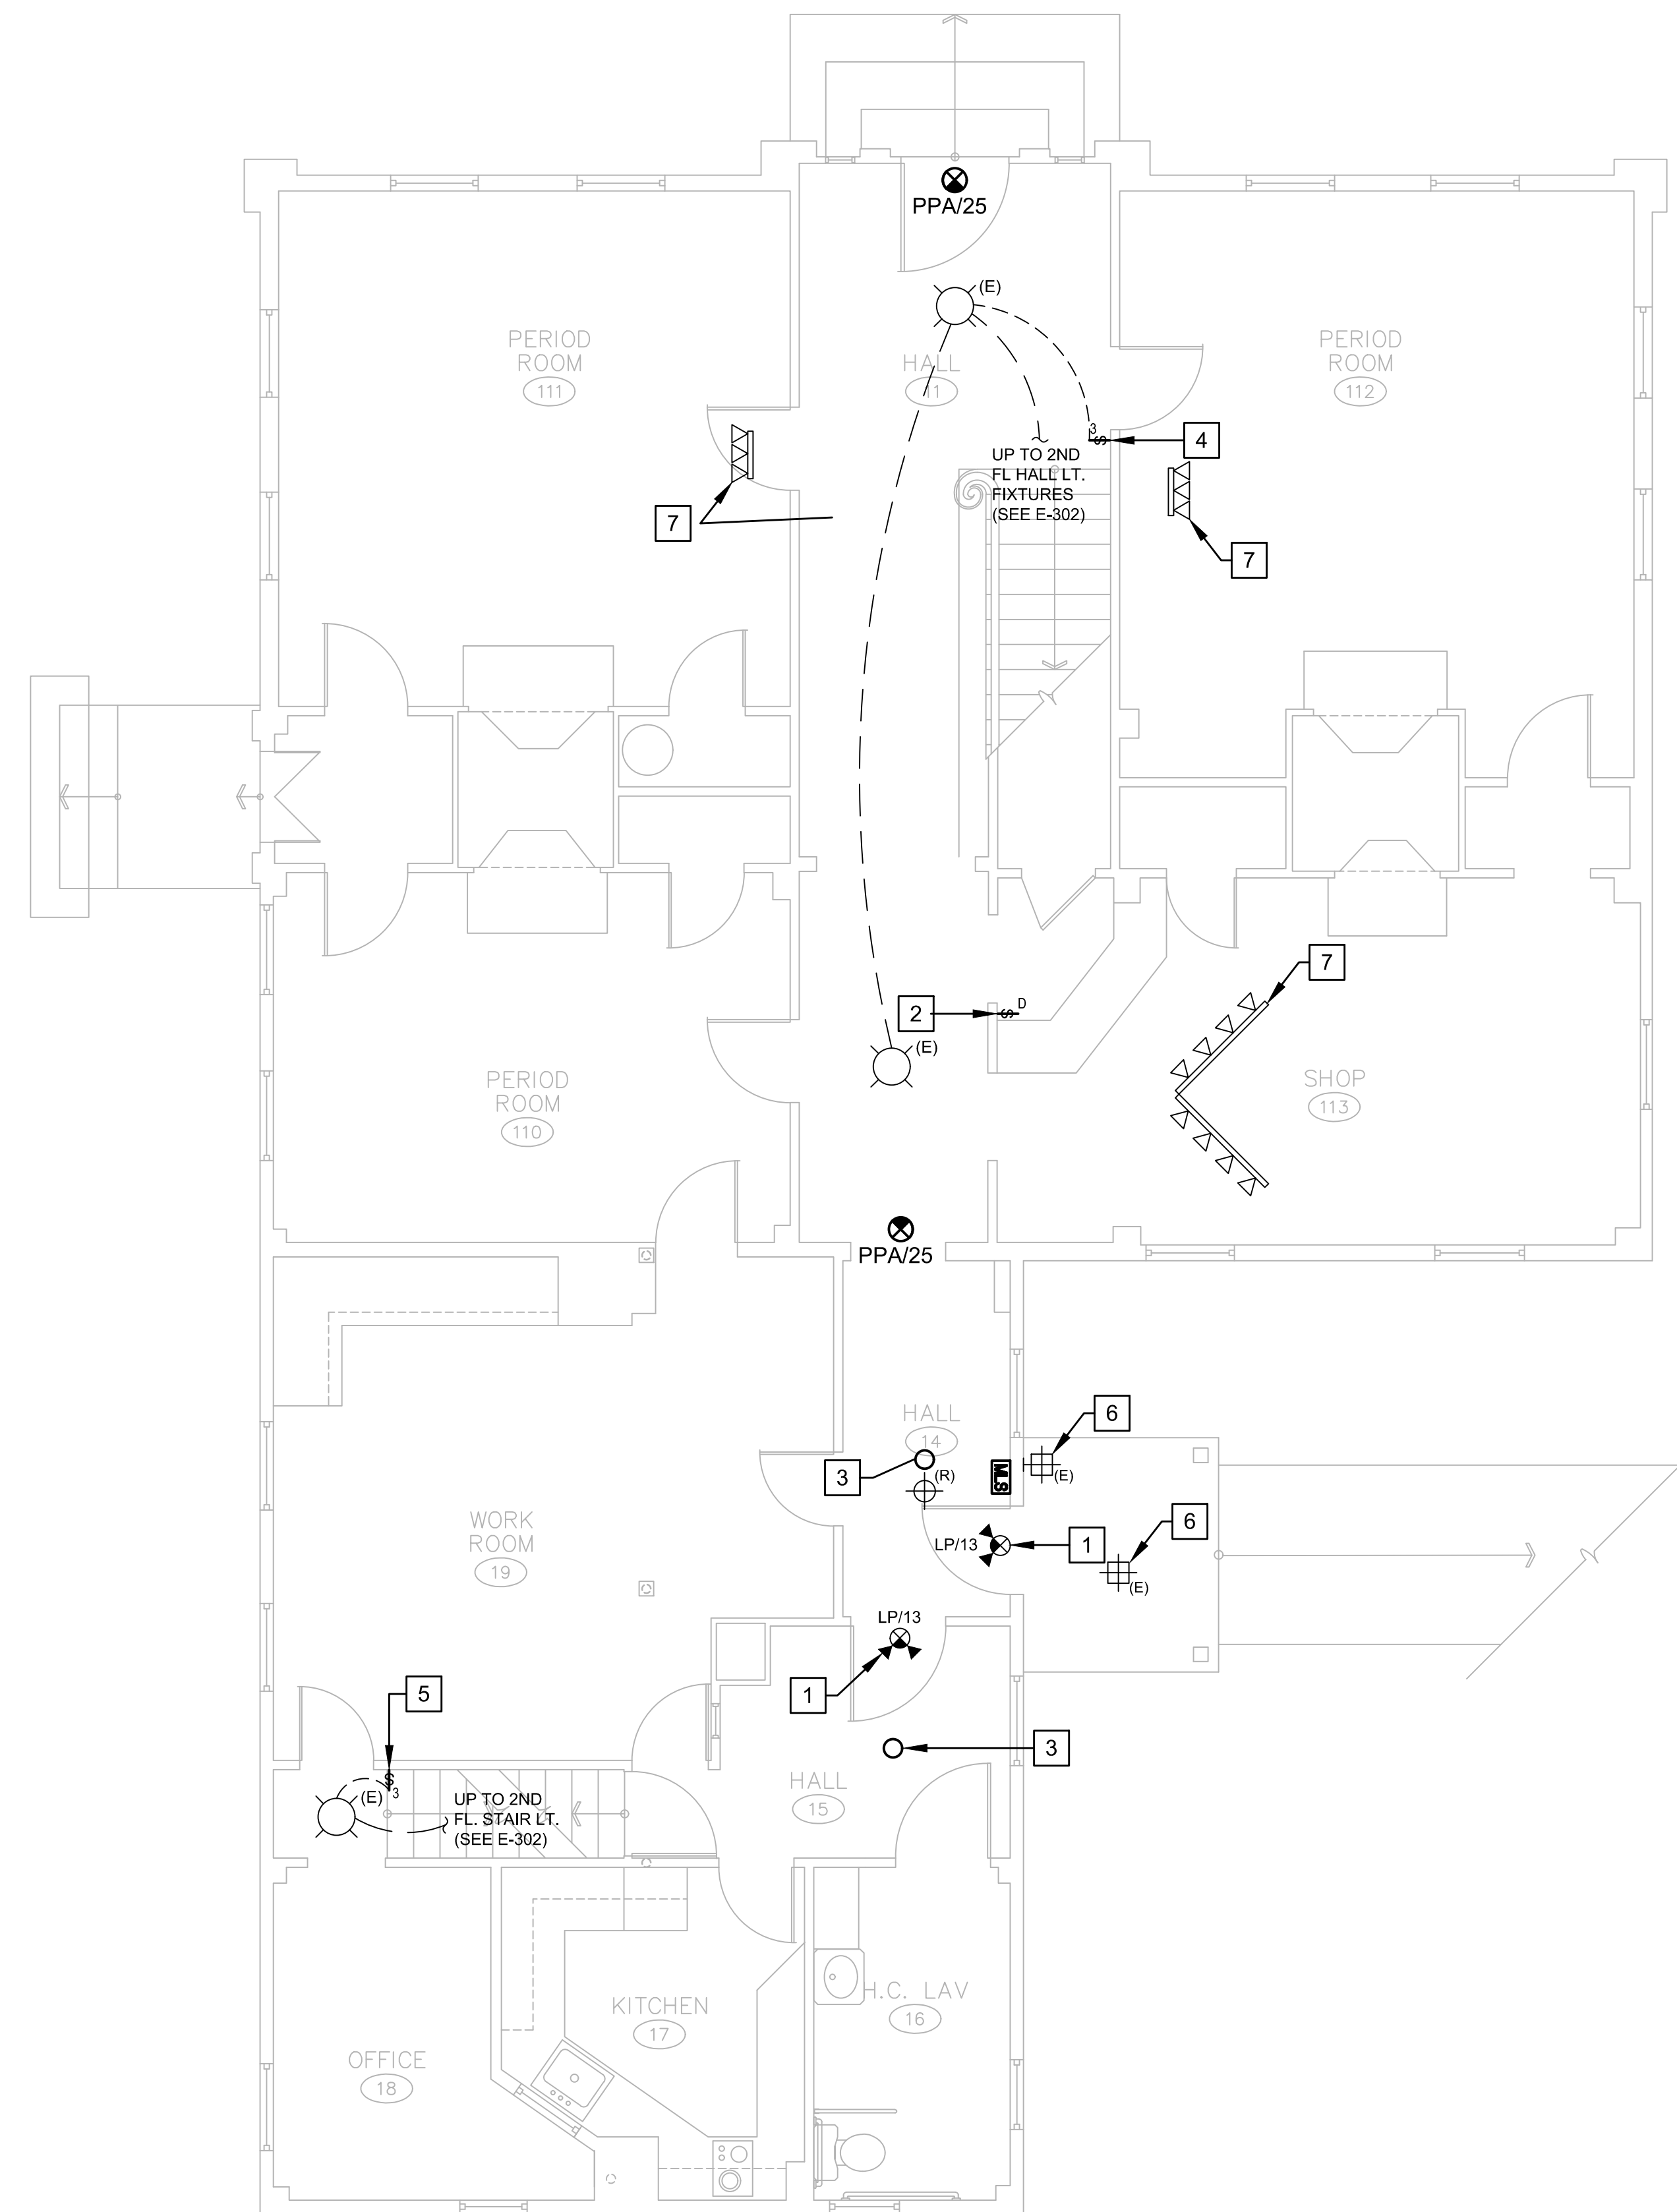 PPA/25
(E)
PERIOD
ROOM
111
HALL
11
PERIOD
ROOM
112
3
S
4
UP TO 2ND
FL HALL LT.
FIXTURES
(SEE E-302)
7
7
7
2
S
D
(E)
PERIOD
ROOM
110
SHOP
113
PPA/25
HALL
14
6
3
(R)
MLS
(E)
WORK
ROOM
19
6
LP/13
1
(E)
LP/13
1
5
3
S
3
(E)
UP TO 2ND
FL. STAIR LT.
(SEE E-302)
HALL
15
H.C. LAV
16
KITCHEN
17
OFFICE
18